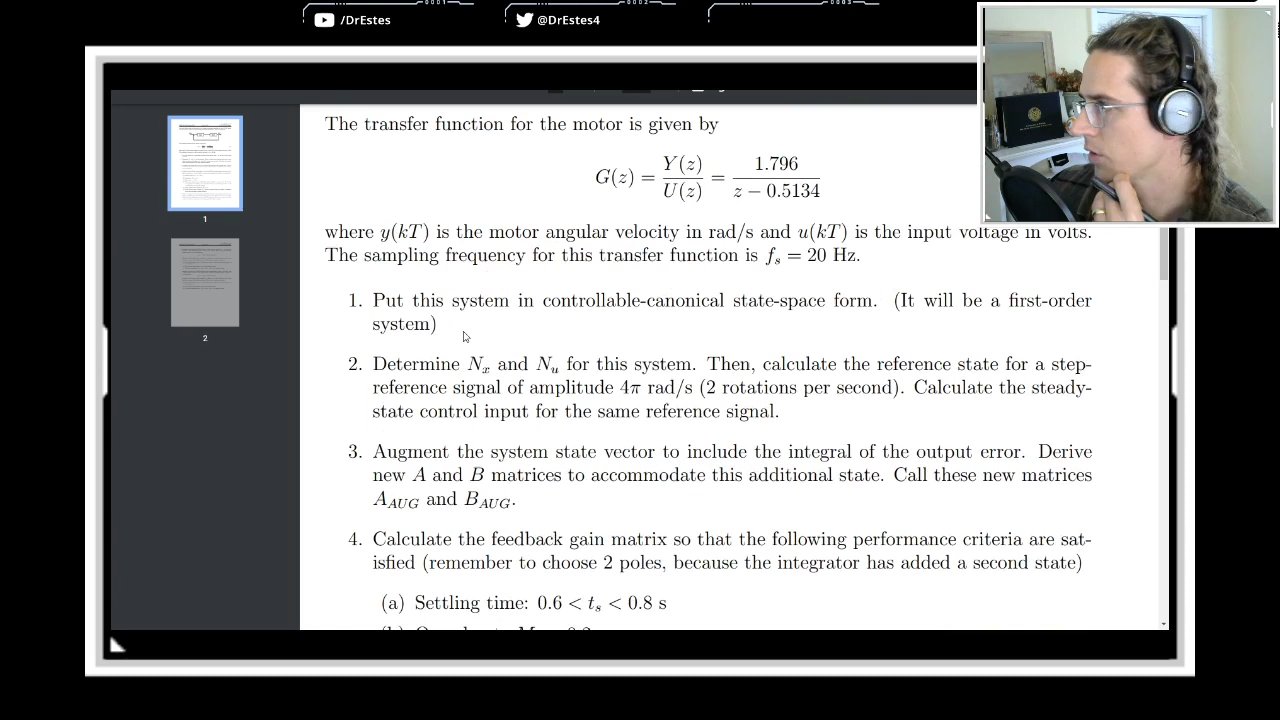 0001 0002 0003
/DrEstes @DrEstes4
The transfer function for the motor is given by
G(z) = Y(z)/U(z) = 1.796/(z − 0.5134)
where y(kT) is the motor angular velocity in rad/s and u(kT) is the input voltage in volts.
The sampling frequency for this transfer function is fₛ = 20 Hz.
1. Put this system in controllable-canonical state-space form. (It will be a first-order
system)
2. Determine Nₓ and Nᵤ for this system. Then, calculate the reference state for a step-
reference signal of amplitude 4π rad/s (2 rotations per second). Calculate the steady-
state control input for the same reference signal.
3. Augment the system state vector to include the integral of the output error. Derive
new A and B matrices to accommodate this additional state. Call these new matrices
A_AUG and B_AUG.
4. Calculate the feedback gain matrix so that the following performance criteria are sat-
isfied (remember to choose 2 poles, because the integrator has added a second state)
(a) Settling time: 0.6 < tₛ < 0.8 s
1
2